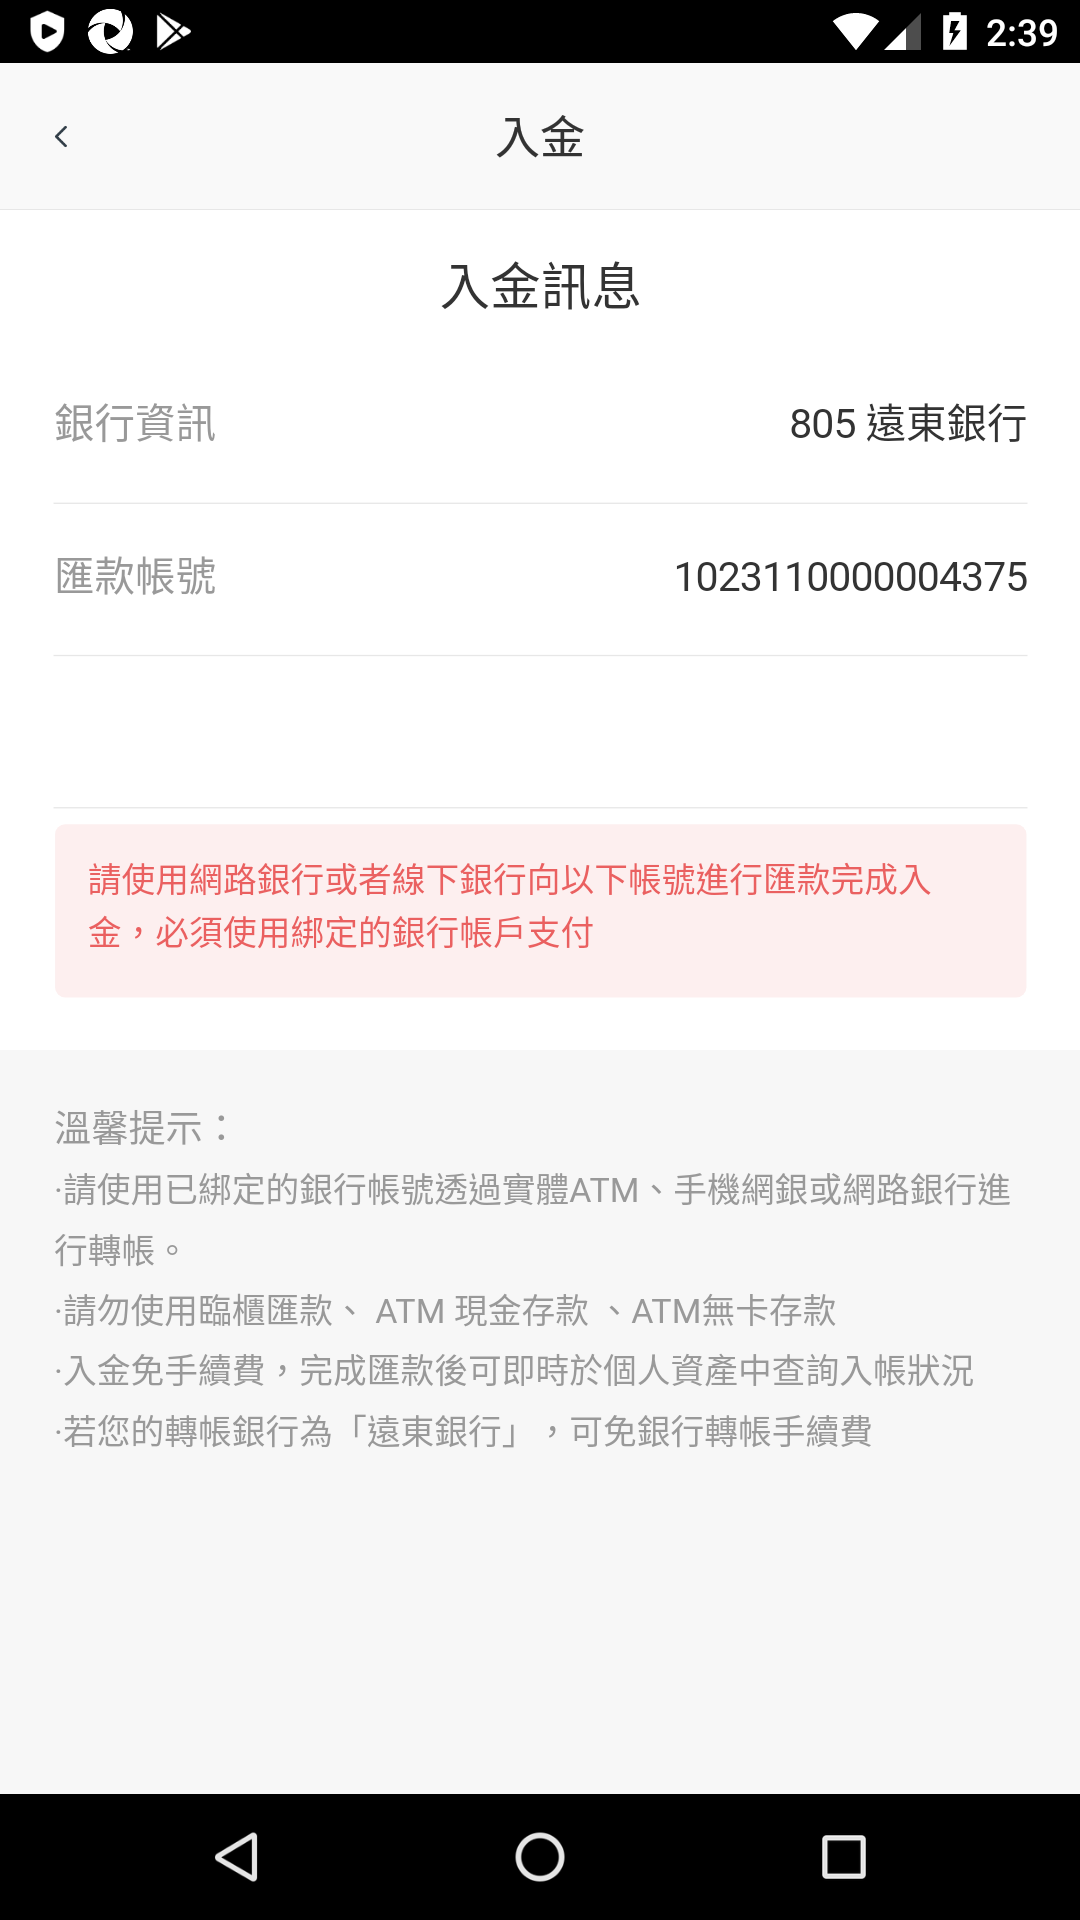 2:39
入金
入金訊息
銀行資訊 805 遠東銀行
匯款帳號 1023110000004375
請使用網路銀行或者線下銀行向以下帳號進行匯款完成入
金，必須使用綁定的銀行帳戶支付
溫馨提示：
·請使用已綁定的銀行帳號透過實體ATM、手機網銀或網路銀行進
行轉帳。
·請勿使用臨櫃匯款、 ATM 現金存款 、ATM無卡存款
·入金免手續費，完成匯款後可即時於個人資產中查詢入帳狀況
·若您的轉帳銀行為「遠東銀行」，可免銀行轉帳手續費